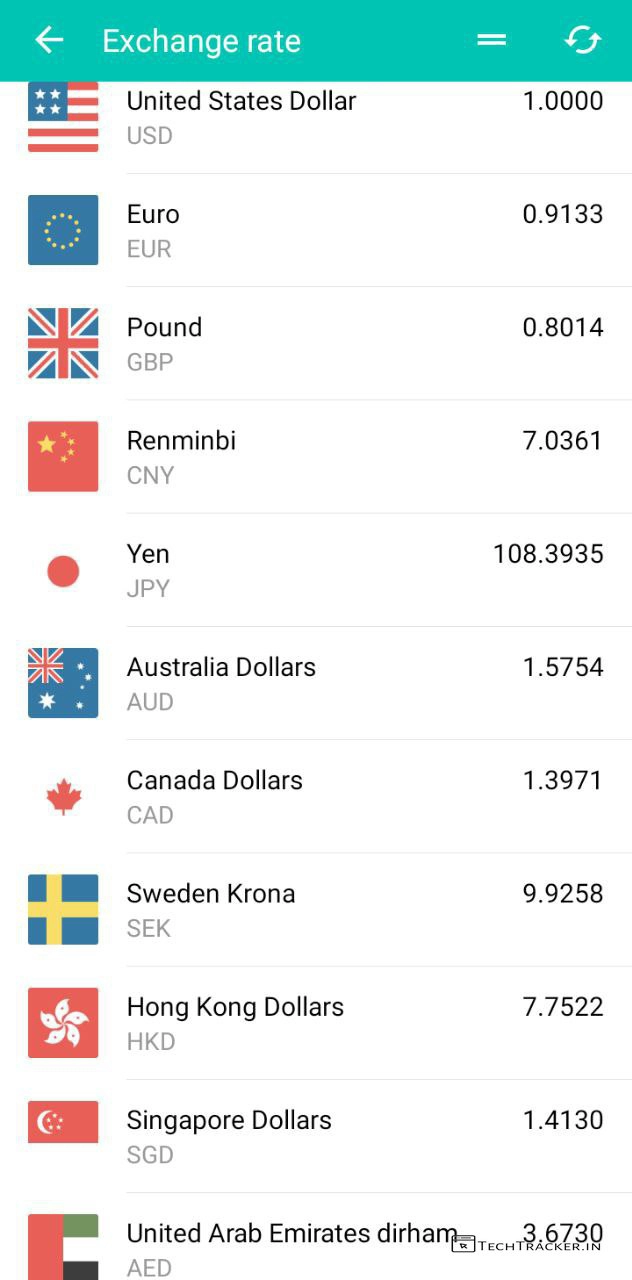 Exchange rate
United States Dollar 1.0000
USD
Euro 0.9133
EUR
Pound 0.8014
GBP
Renminbi 7.0361
CNY
Yen 108.3935
JPY
Australia Dollars 1.5754
AUD
Canada Dollars 1.3971
CAD
Sweden Krona 9.9258
SEK
Hong Kong Dollars 7.7522
HKD
Singapore Dollars 1.4130
SGD
United Arab Emirates dirham 3.6730
TECHTRACKER.IN
AED